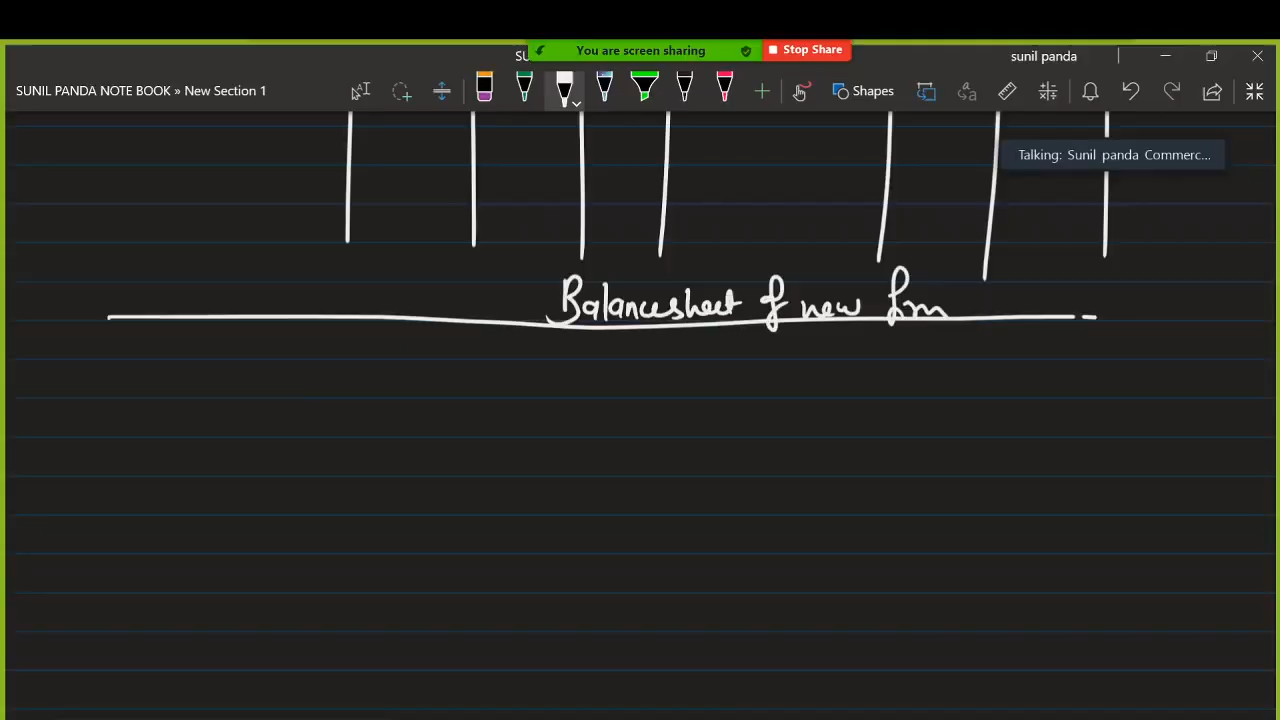 You are screen sharing
Stop Share
SU
sunil panda
SUNIL PANDA NOTE BOOK » New Section 1
Shapes
Talking: Sunil panda Commerc...
Balancesheet of new firm